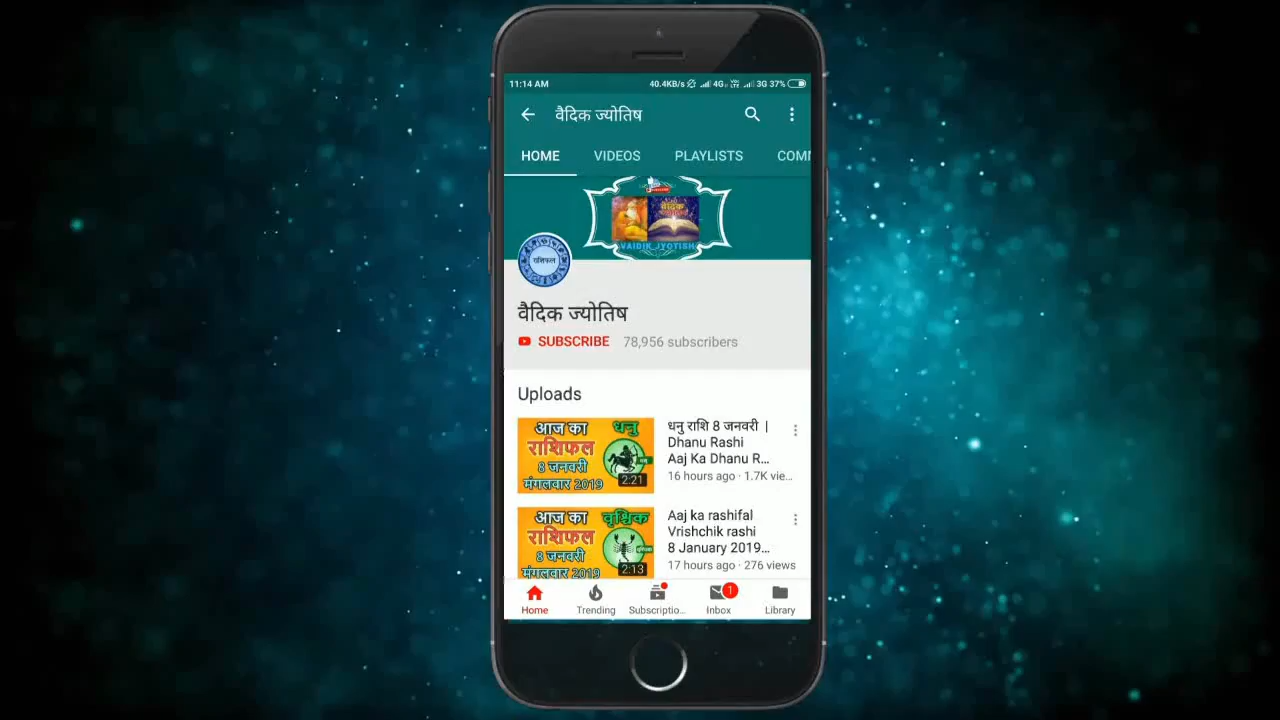 11:14 AM
40.4KB/s 4G 3G 37%
वैदिक ज्योतिष
HOME VIDEOS PLAYLISTS COM
वैदिक
VAIDIK JYOTISH
राशिफल
वैदिक ज्योतिष
SUBSCRIBE 78,956 subscribers
Uploads
आज का धनु
राशिफल
8 जनवरी
मंगलवार 2019
2:21
धनु राशि 8 जनवरी |
Dhanu Rashi
Aaj Ka Dhanu R...
16 hours ago · 1.7K vie...
आज का वृश्चिक
राशिफल
8 जनवरी
मंगलवार 2019
2:13
Aaj ka rashifal
Vrishchik rashi
8 January 2019...
17 hours ago · 276 views
1
Home Trending Subscriptio... Inbox Library